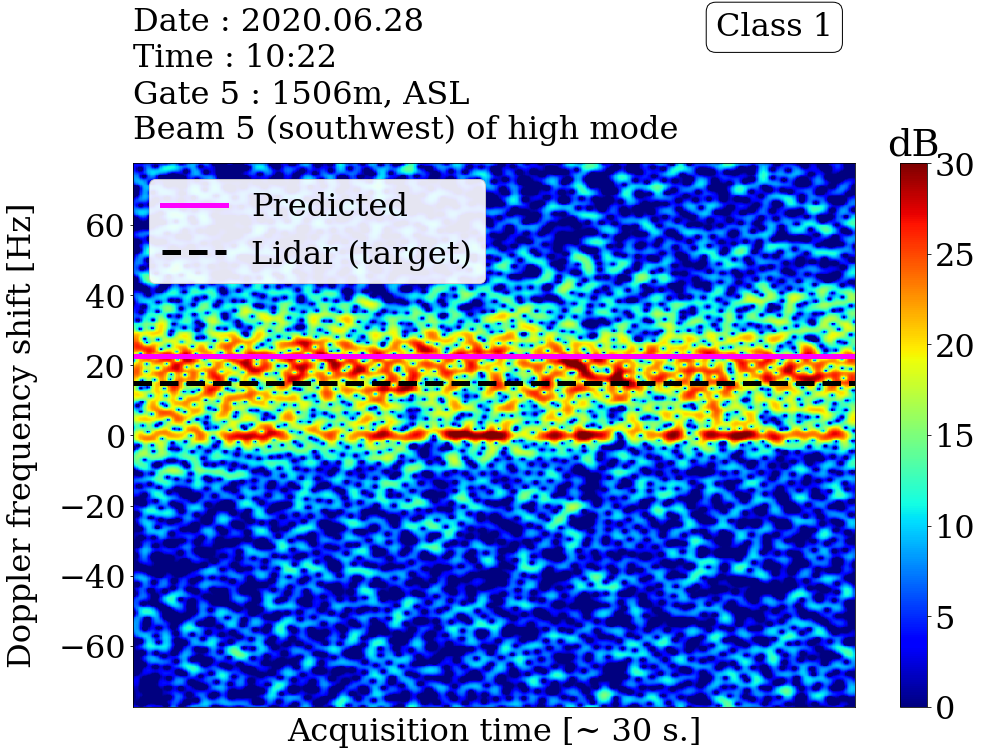 Date : 2020.06.28
Time : 10:22
Gate 5 : 1506m, ASL
Beam 5 (southwest) of high mode
Class 1
dB
Predicted
Lidar (target)
Doppler frequency shift [Hz]
60
40
20
0
−20
−40
−60
Acquisition time [~ 30 s.]
30
25
20
15
10
5
0